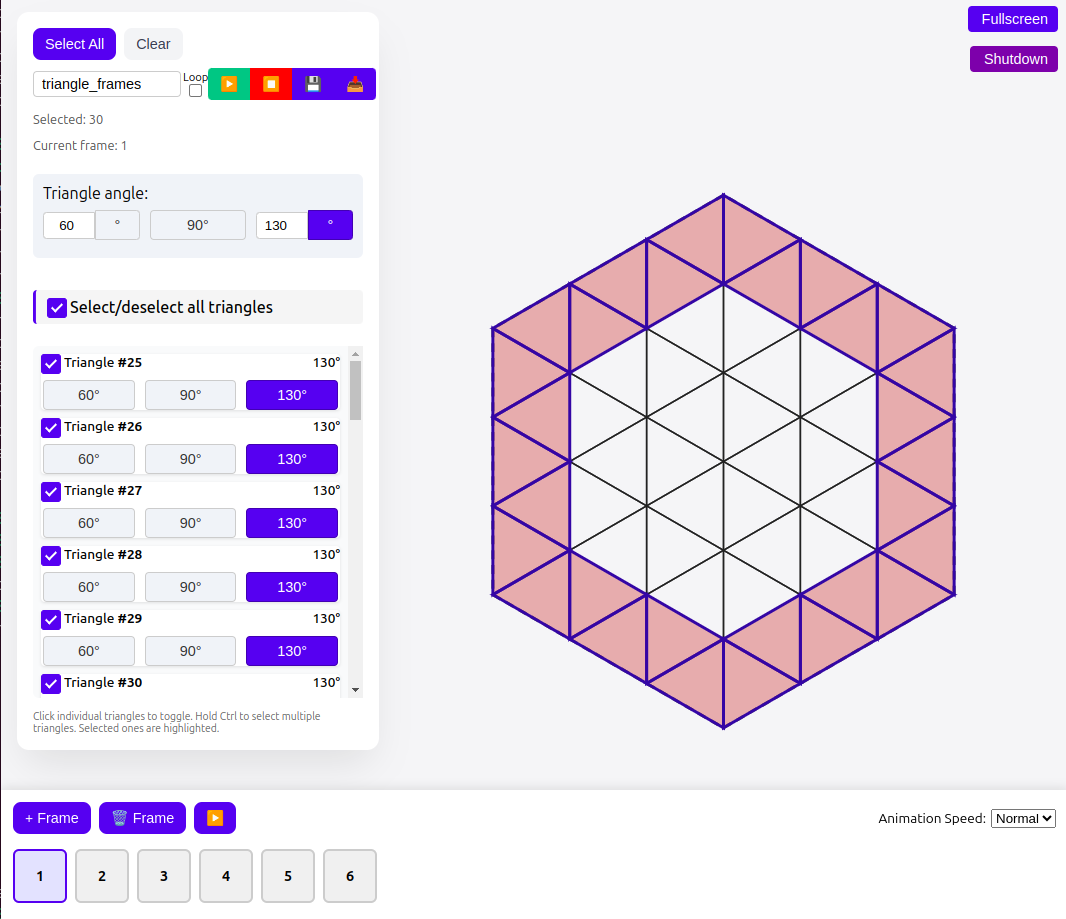 Select All Clear
Fullscreen
Shutdown
triangle_frames Loop
Selected: 30
Current frame: 1
Triangle angle:
60 ° 90° 130 °
Select/deselect all triangles
Triangle #25 130°
60° 90° 130°
Triangle #26 130°
60° 90° 130°
Triangle #27 130°
60° 90° 130°
Triangle #28 130°
60° 90° 130°
Triangle #29 130°
60° 90° 130°
Triangle #30 130°
Click individual triangles to toggle. Hold Ctrl to select multiple
triangles. Selected ones are highlighted.
+ Frame 🗑️ Frame ▶️ Animation Speed: Normal
1 2 3 4 5 6